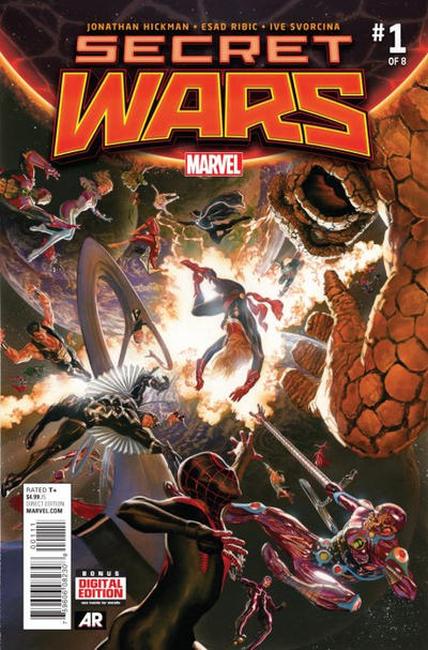 JONATHAN HICKMAN • ESAD RIBIC • IVE SVORCINA
SECRET
WARS
#1
OF 8
MARVEL
RATED T+
$4.99US
DIRECT EDITION
MARVEL.COM
00111
BONUS
DIGITAL
EDITION
AR